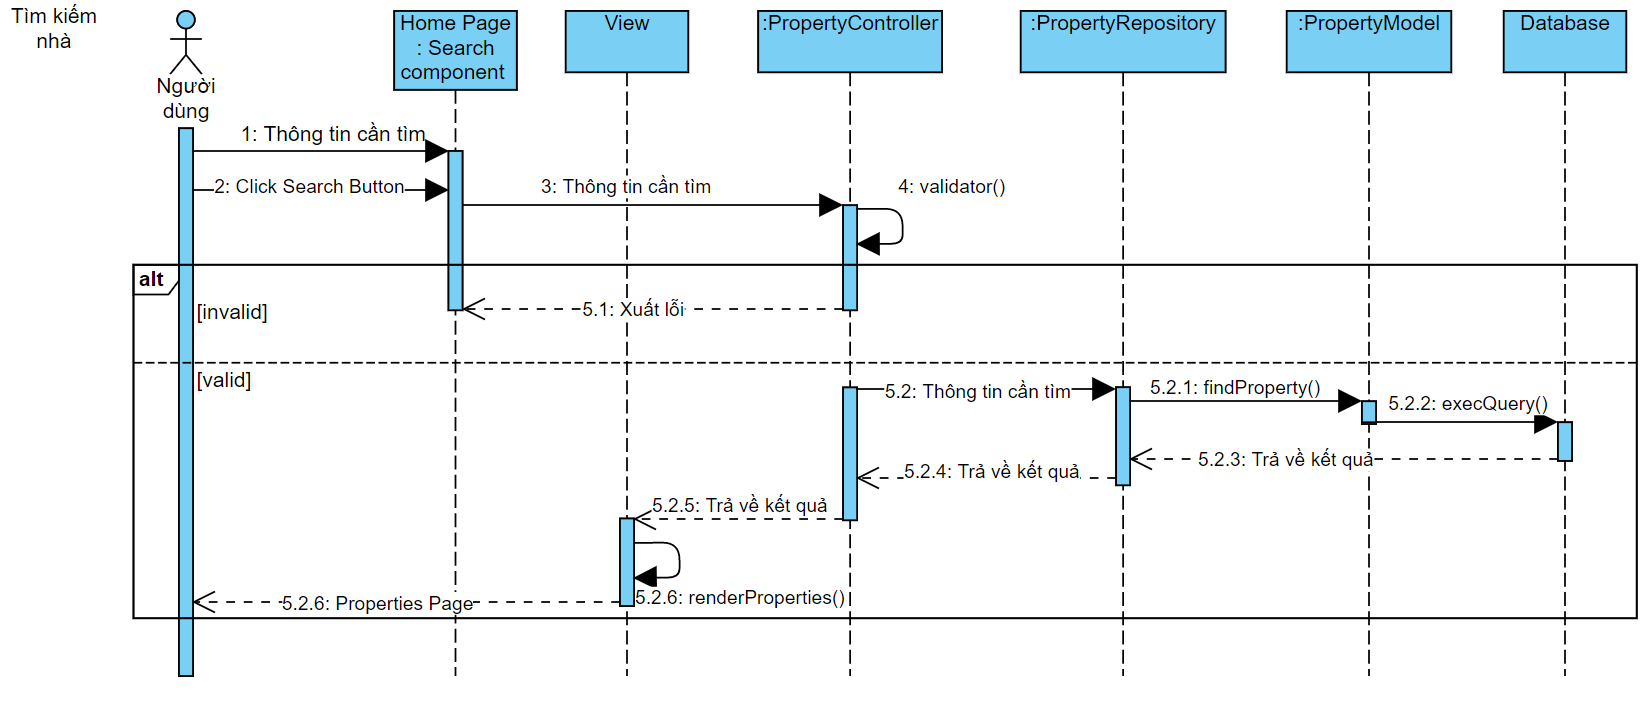 Tìm kiếm
nhà
Người
dùng
Home Page
: Search
component
View
:PropertyController
:PropertyRepository
:PropertyModel
Database
1: Thông tin cần tìm
2: Click Search Button
3: Thông tin cần tìm
4: validator()
alt
[invalid]
5.1: Xuất lỗi
[valid]
5.2: Thông tin cần tìm
5.2.1: findProperty()
5.2.2: execQuery()
5.2.3: Trả về kết quả
5.2.4: Trả về kết quả
5.2.5: Trả về kết quả
5.2.6: renderProperties()
5.2.6: Properties Page